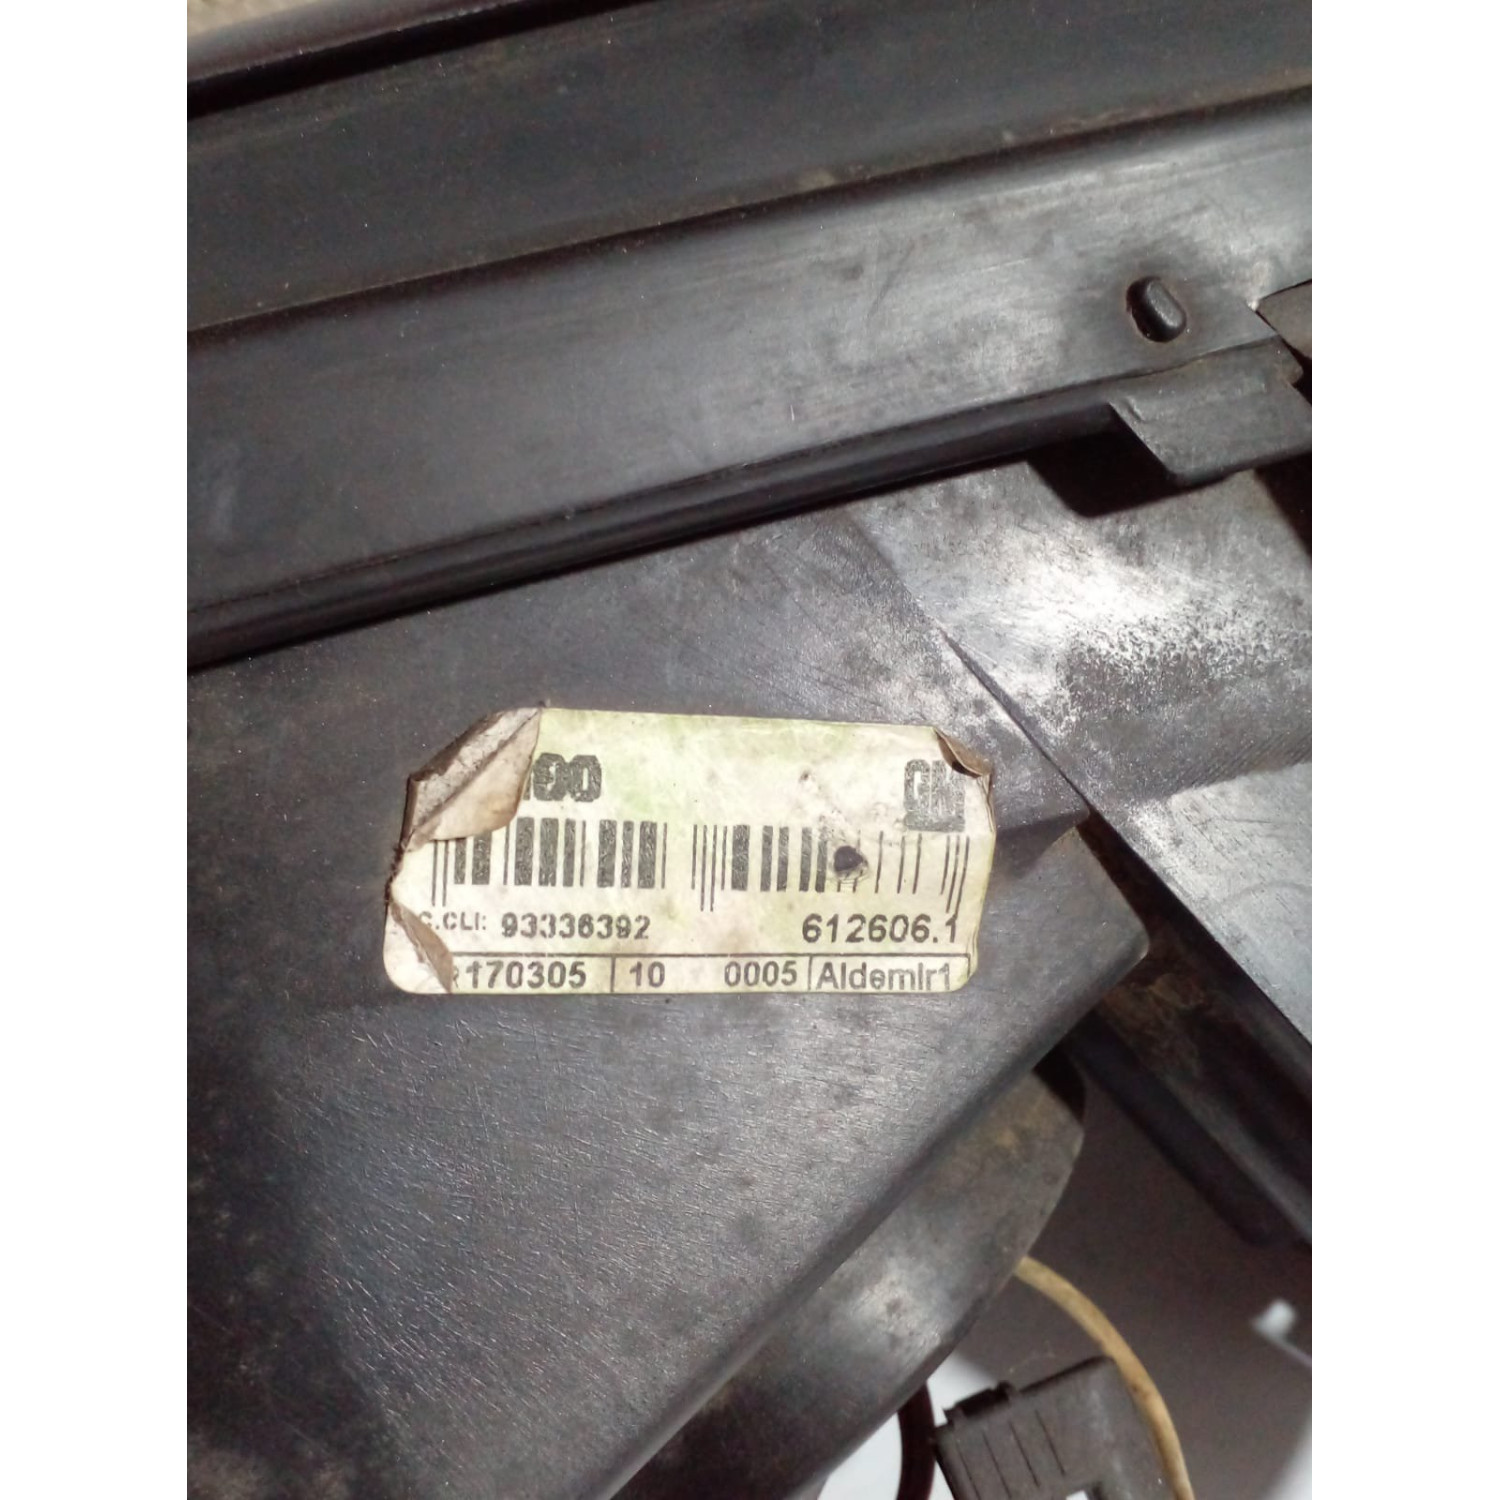 GM
C.CLI: 93336392 612606.1
170305 10 0005 Aldemir1